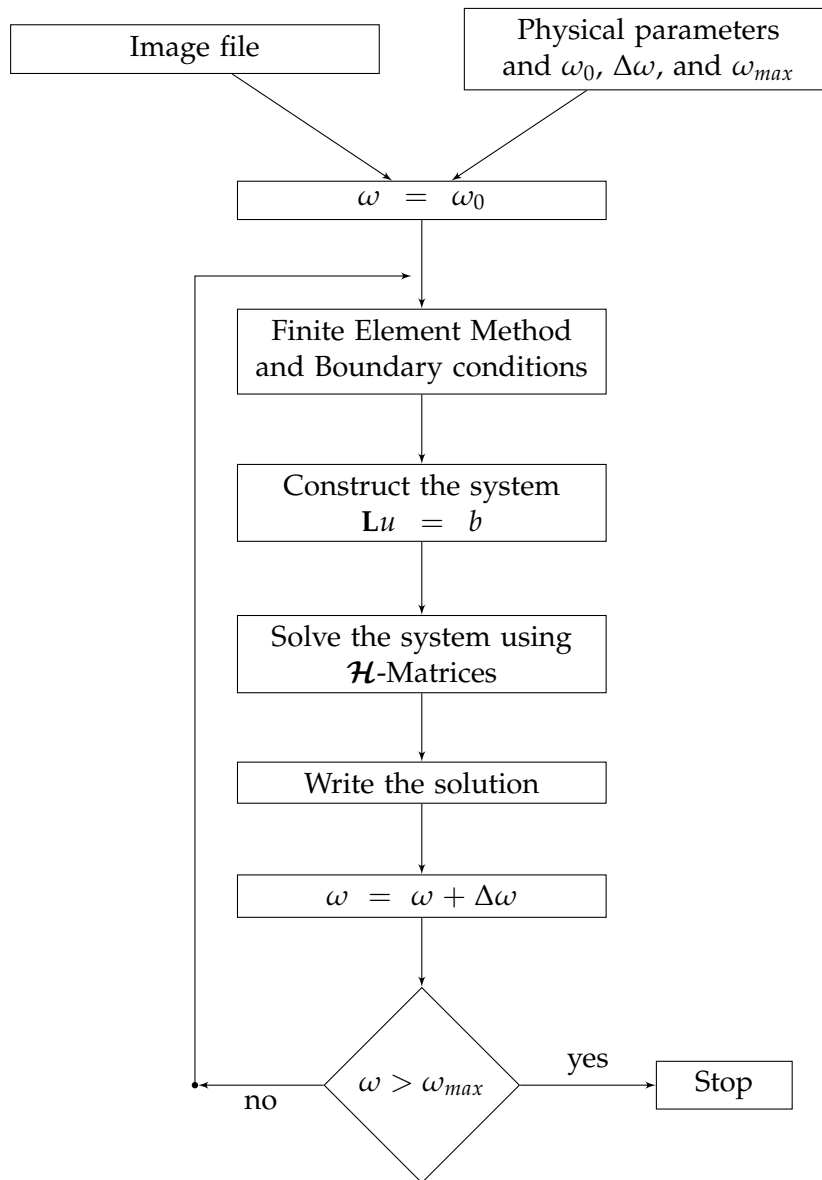 Image file
Physical parameters
and ω₀, Δω, and ωₘₐₓ
ω = ω₀
Finite Element Method
and Boundary conditions
Construct the system
𝐋u = b
Solve the system using
𝓗-Matrices
Write the solution
ω = ω + Δω
ω > ωₘₐₓ
yes
Stop
no